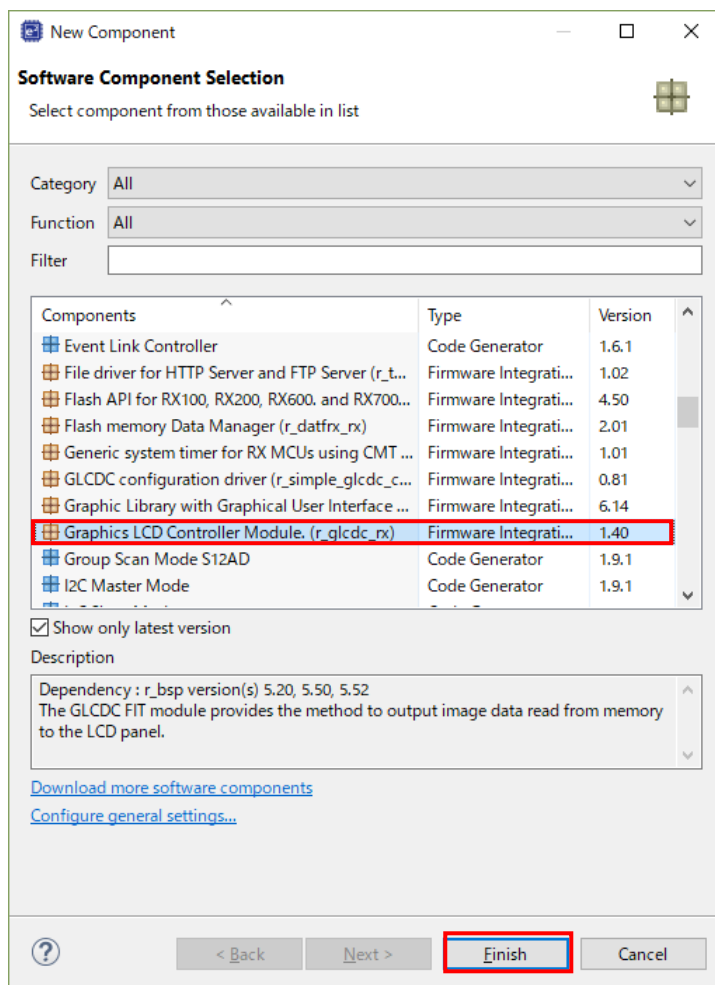 New Component
Software Component Selection
Select component from those available in list
Category All
Function All
Filter
Components Type Version
Event Link Controller Code Generator 1.6.1
File driver for HTTP Server and FTP Server (r_t... Firmware Integrati... 1.02
Flash API for RX100, RX200, RX600. and RX700... Firmware Integrati... 4.50
Flash memory Data Manager (r_datfrx_rx) Firmware Integrati... 2.01
Generic system timer for RX MCUs using CMT ... Firmware Integrati... 1.01
GLCDC configuration driver (r_simple_glcdc_c... Firmware Integrati... 0.81
Graphic Library with Graphical User Interface ... Firmware Integrati... 6.14
Graphics LCD Controller Module. (r_glcdc_rx) Firmware Integrati... 1.40
Group Scan Mode S12AD Code Generator 1.9.1
I2C Master Mode Code Generator 1.9.1
Show only latest version
Description
Dependency : r_bsp version(s) 5.20, 5.50, 5.52
The GLCDC FIT module provides the method to output image data read from memory
to the LCD panel.
Download more software components
Configure general settings...
? < Back Next > Finish Cancel